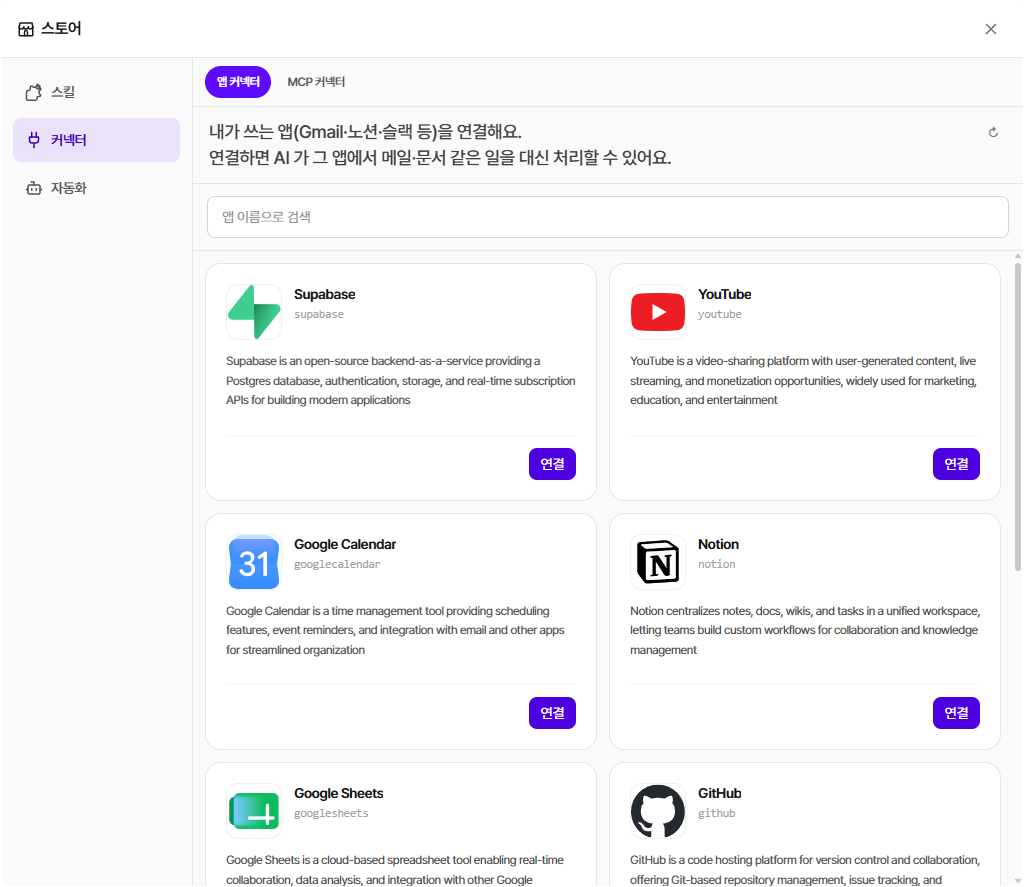 스토어
스킬
커넥터
자동화
앱 커넥터
MCP 커넥터
내가 쓰는 앱(Gmail·노션·슬랙 등)을 연결해요.
연결하면 AI 가 그 앱에서 메일·문서 같은 일을 대신 처리할 수 있어요.
앱 이름으로 검색
Supabase
supabase
Supabase is an open-source backend-as-a-service providing a
Postgres database, authentication, storage, and real-time subscription
APIs for building modern applications
연결
YouTube
youtube
YouTube is a video-sharing platform with user-generated content, live
streaming, and monetization opportunities, widely used for marketing,
education, and entertainment
연결
31
Google Calendar
googlecalendar
Google Calendar is a time management tool providing scheduling
features, event reminders, and integration with email and other apps
for streamlined organization
연결
N
Notion
notion
Notion centralizes notes, docs, wikis, and tasks in a unified workspace,
letting teams build custom workflows for collaboration and knowledge
management
연결
Google Sheets
googlesheets
Google Sheets is a cloud-based spreadsheet tool enabling real-time
collaboration, data analysis, and integration with other Google
GitHub
github
GitHub is a code hosting platform for version control and collaboration,
offering Git-based repository management, issue tracking, and